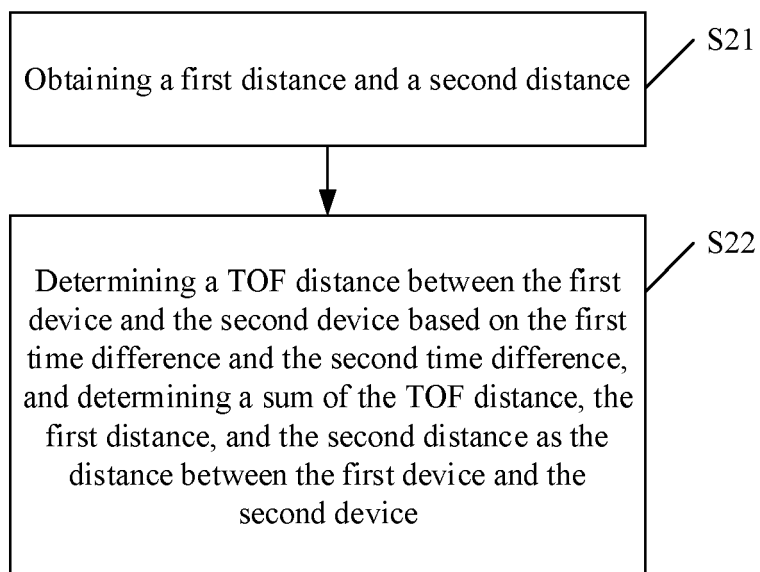 Obtaining a first distance and a second distance
S21
Determining a TOF distance between the first
device and the second device based on the first
time difference and the second time difference,
and determining a sum of the TOF distance, the
first distance, and the second distance as the
distance between the first device and the
second device
S22